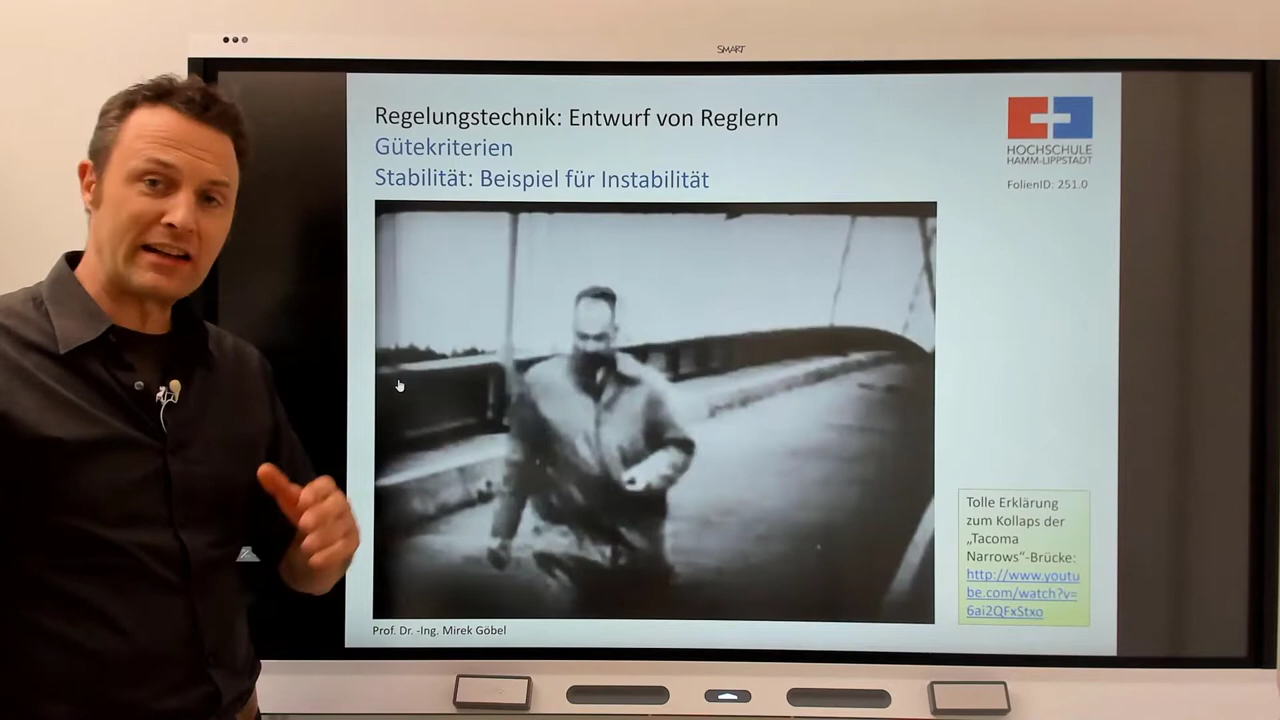 SMART
Regelungstechnik: Entwurf von Reglern
Gütekriterien
Stabilität: Beispiel für Instabilität
HOCHSCHULE
HAMM-LIPPSTADT
FolienID: 251.0
Tolle Erklärung
zum Kollaps der
„Tacoma
Narrows“-Brücke:
http://www.youtu
be.com/watch?v=
6ai2QFxStxo
Prof. Dr. -Ing. Mirek Göbel